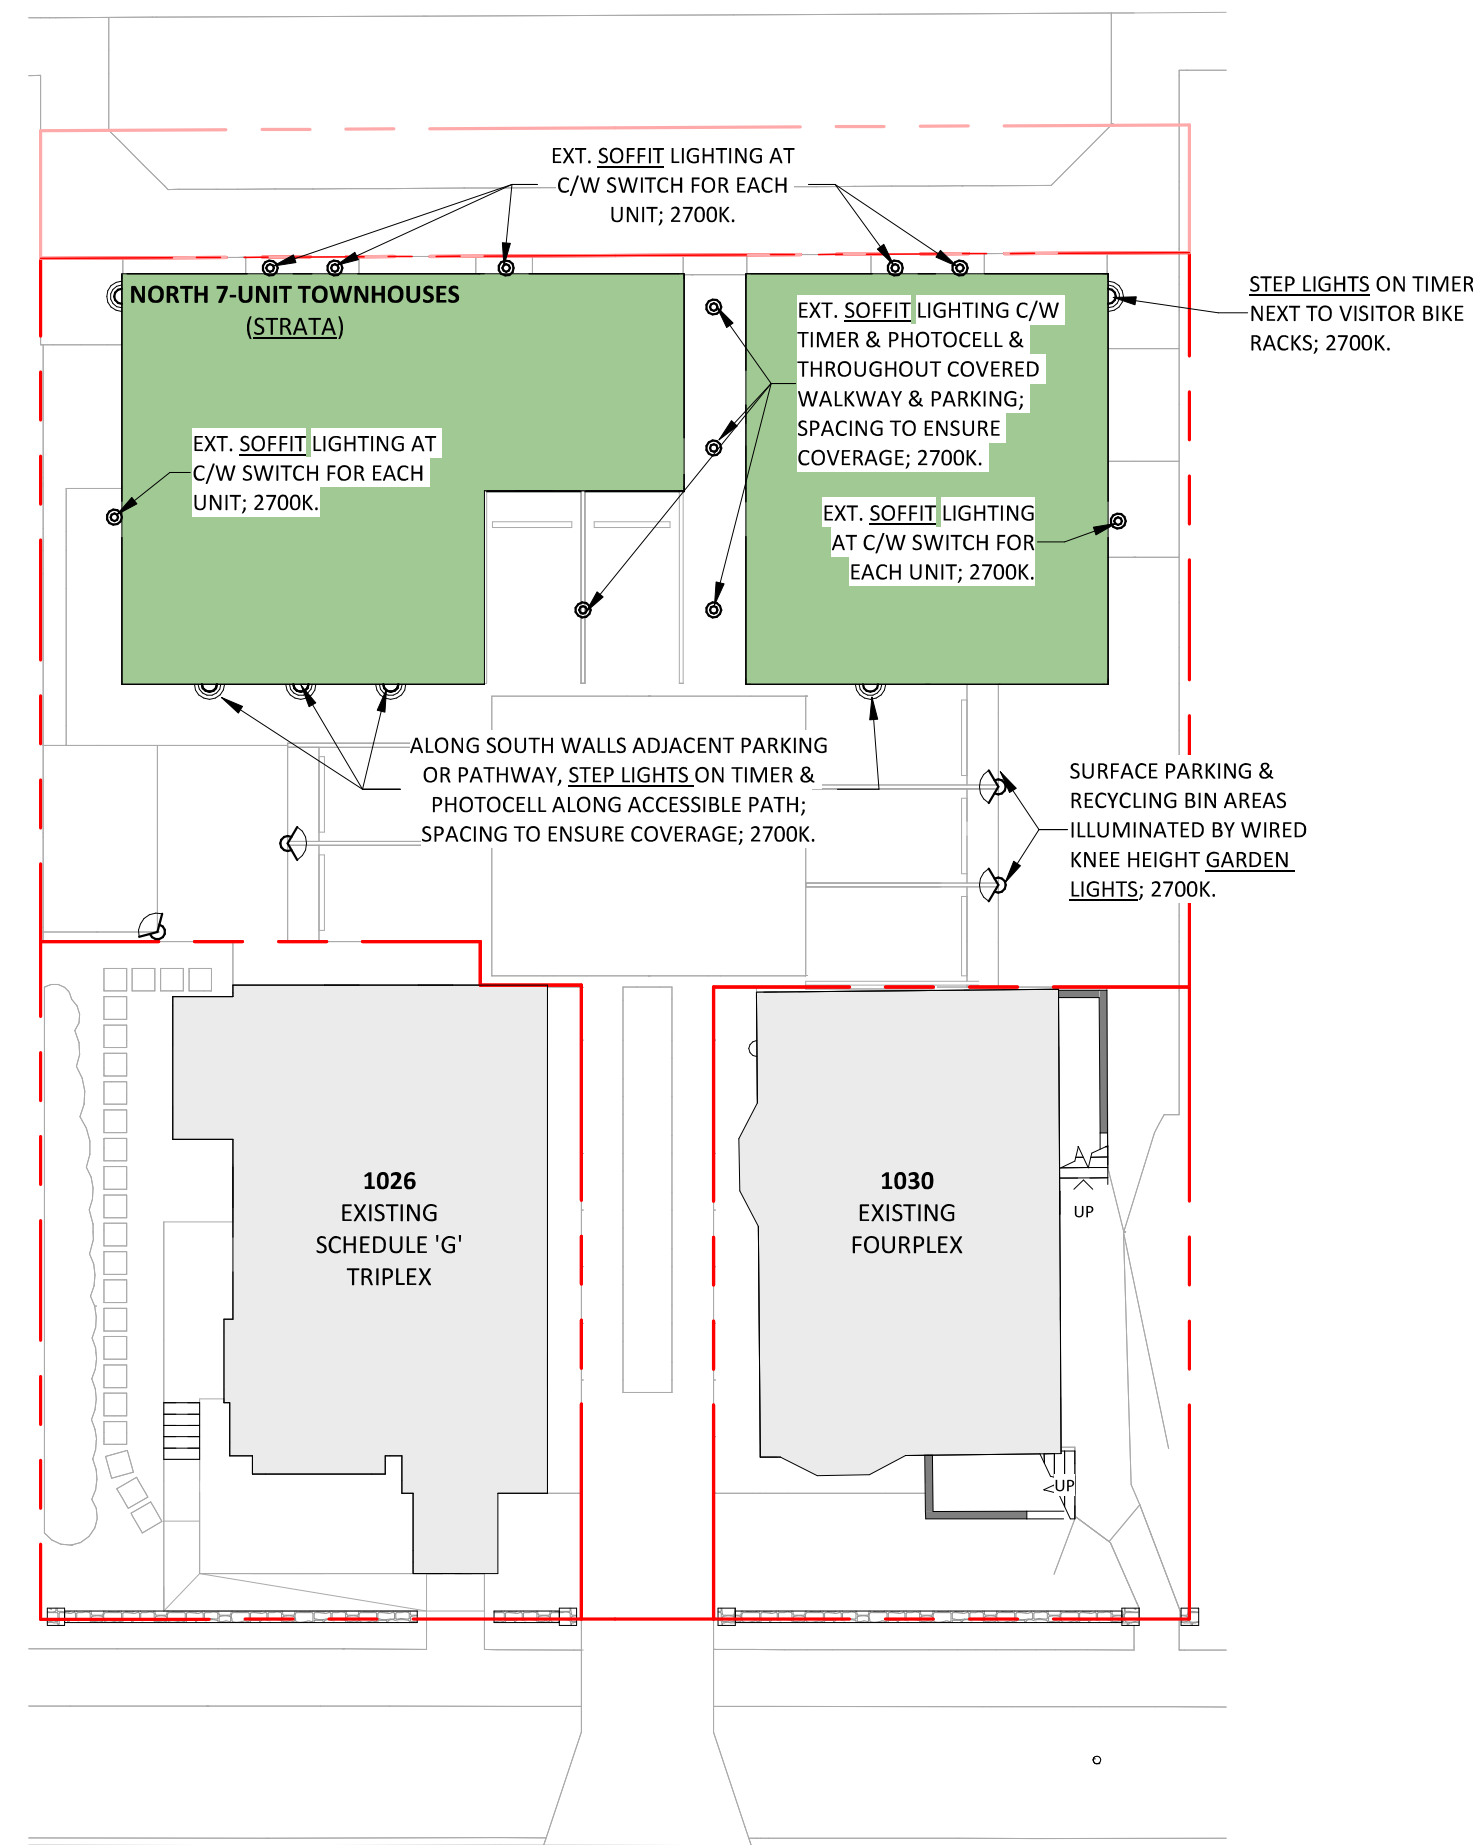 EXT. SOFFIT LIGHTING AT
C/W SWITCH FOR EACH
UNIT; 2700K.
NORTH 7-UNIT TOWNHOUSES
(STRATA)
EXT. SOFFIT LIGHTING C/W
TIMER & PHOTOCELL &
THROUGHOUT COVERED
WALKWAY & PARKING;
SPACING TO ENSURE
COVERAGE; 2700K.
STEP LIGHTS ON TIMER
NEXT TO VISITOR BIKE
RACKS; 2700K.
EXT. SOFFIT LIGHTING AT
C/W SWITCH FOR EACH
UNIT; 2700K.
EXT. SOFFIT LIGHTING
AT C/W SWITCH FOR
EACH UNIT; 2700K.
ALONG SOUTH WALLS ADJACENT PARKING
OR PATHWAY, STEP LIGHTS ON TIMER &
PHOTOCELL ALONG ACCESSIBLE PATH;
SPACING TO ENSURE COVERAGE; 2700K.
SURFACE PARKING &
RECYCLING BIN AREAS
ILLUMINATED BY WIRED
KNEE HEIGHT GARDEN
LIGHTS; 2700K.
1026
EXISTING
SCHEDULE 'G'
TRIPLEX
1030
EXISTING
FOURPLEX
UP
UP